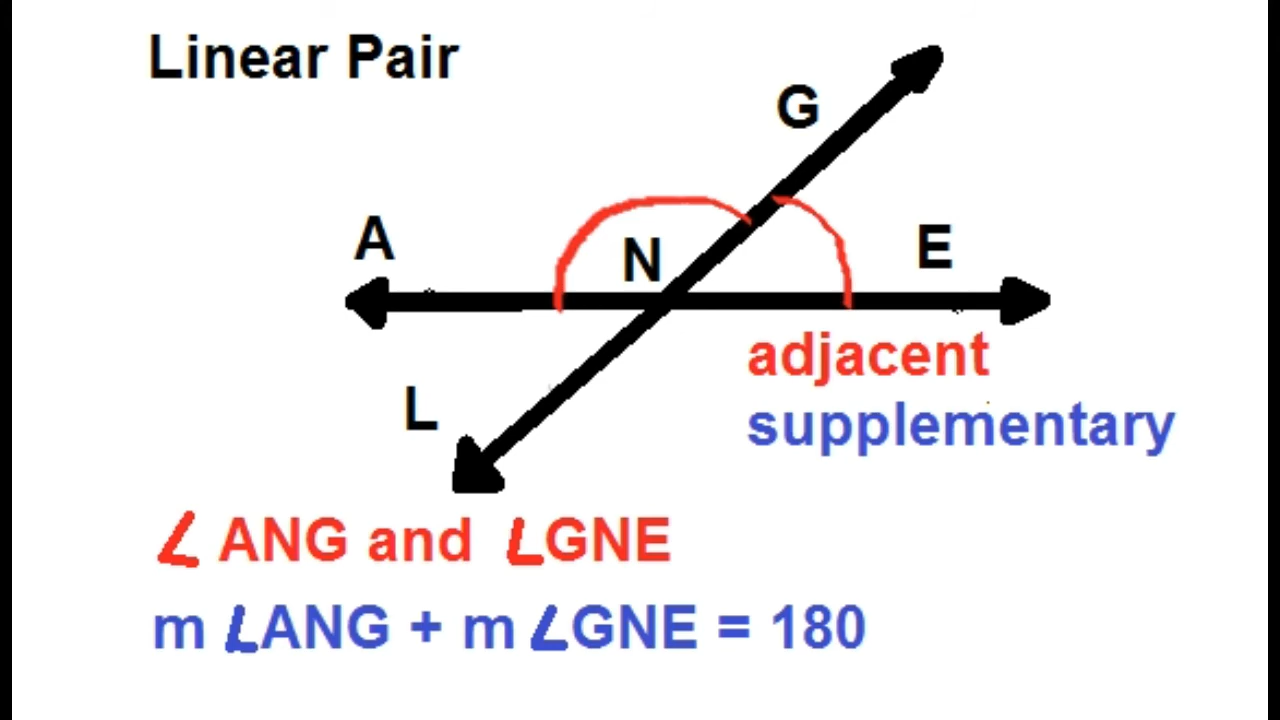 Linear Pair
G
A
N
E
adjacent
L
supplementary
∠ ANG and ∠GNE
m ∠ANG + m ∠GNE = 180